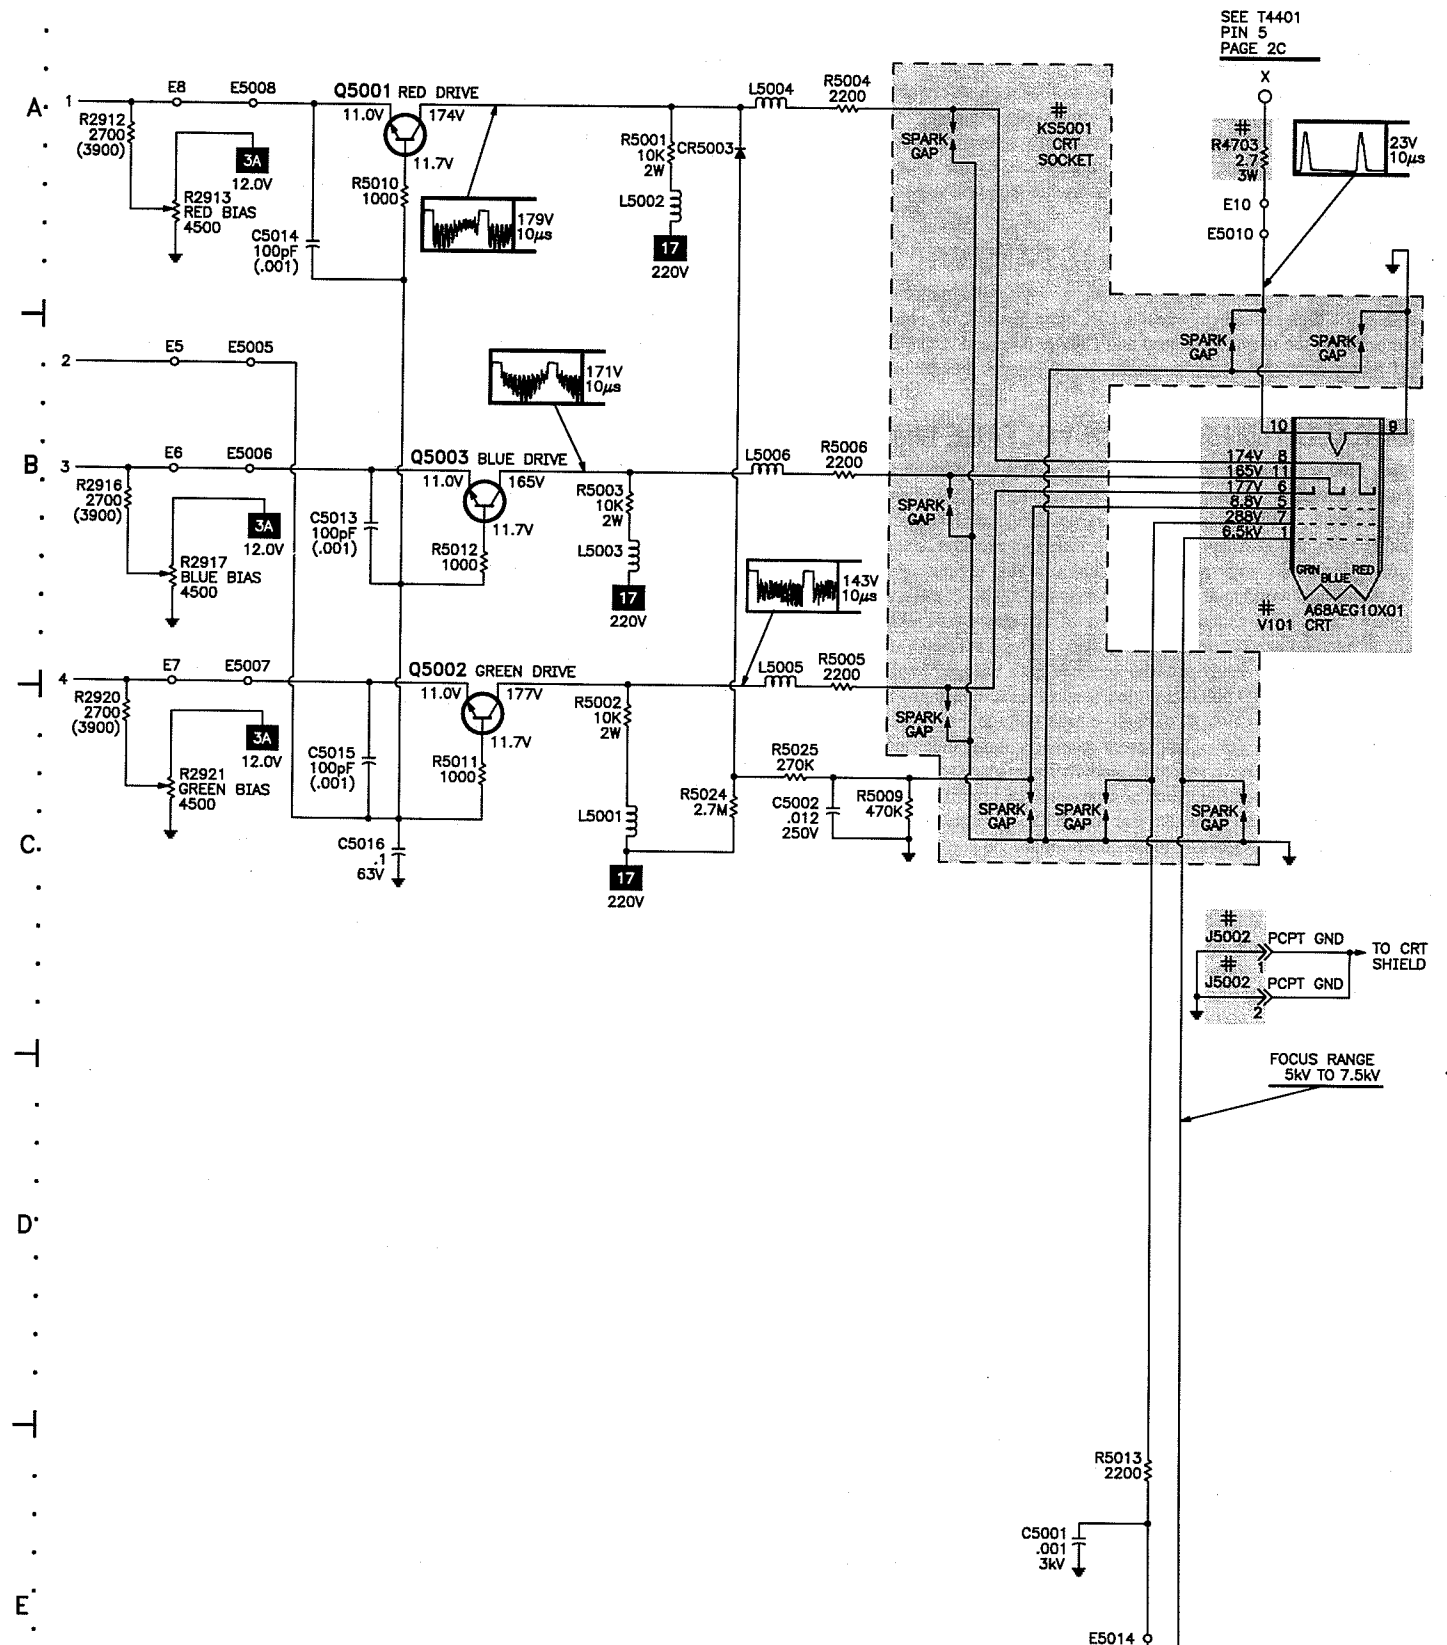 SEE T4401
PIN 5
PAGE 2C
X
A
1
E8
E5008
Q5001 RED DRIVE
11.0V
174V
11.7V
R2912
2700
(3900)
3A
12.0V
R2913
RED BIAS
4500
R5010
1000
C5014
100pF
(.001)
179V
10µs
R5001
10K
2W
CR5003
L5002
17
220V
L5004
R5004
2200
SPARK
GAP
#
KS5001
CRT
SOCKET
#
R4703
2.7
3W
23V
10µs
E10
E5010
SPARK
GAP
SPARK
GAP
2
E5
E5005
171V
10µs
B
3
E6
E5006
Q5003 BLUE DRIVE
11.0V
165V
11.7V
R2916
2700
(3900)
3A
12.0V
R2917
BLUE BIAS
4500
C5013
100pF
(.001)
R5012
1000
R5003
10K
2W
L5003
17
220V
L5006
R5006
2200
SPARK
GAP
10
9
174V 8
165V 11
177V 6
8.8V 5
288V 7
6.5kV 1
GRN
BLUE
RED
#
V101
A68AEG10X01
CRT
143V
10µs
4
E7
E5007
Q5002 GREEN DRIVE
11.0V
177V
11.7V
R2920
2700
(3900)
3A
12.0V
R2921
GREEN BIAS
4500
C5015
100pF
(.001)
R5011
1000
R5002
10K
2W
L5001
17
220V
L5005
R5005
2200
SPARK
GAP
R5025
270K
R5024
2.7M
C5002
.012
250V
R5009
470K
SPARK
GAP
SPARK
GAP
SPARK
GAP
C
C5016
.1
63V
#
J5002
1
PCPT GND
#
J5002
2
PCPT GND
TO CRT
SHIELD
FOCUS RANGE
5kV TO 7.5kV
D
R5013
2200
C5001
.001
3kV
E
E5014